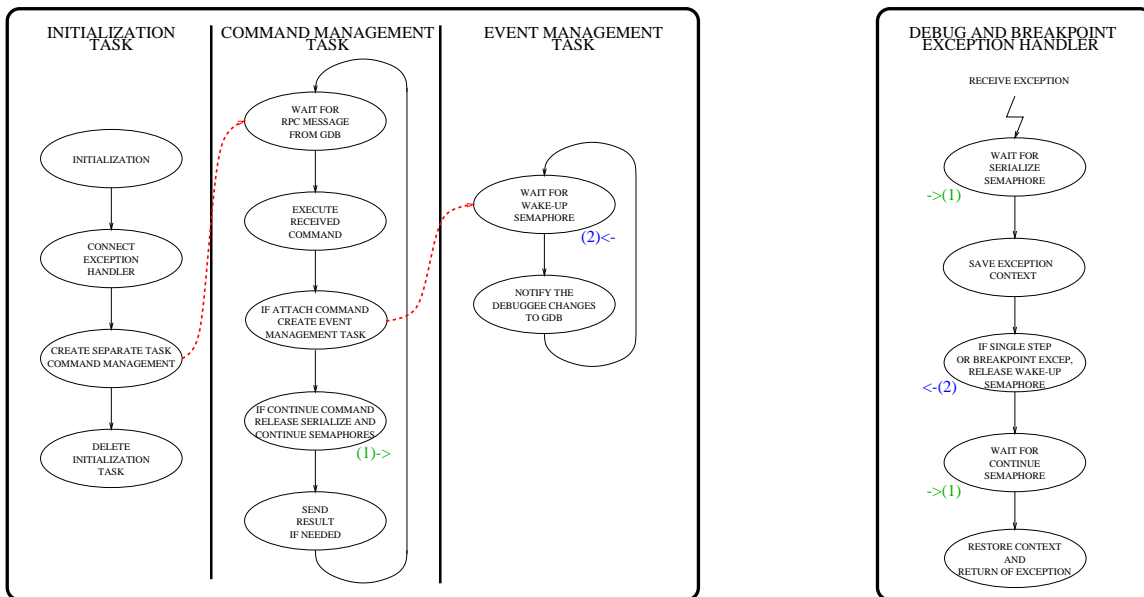 INITIALIZATION
TASK
INITIALIZATION
CONNECT
EXCEPTION
HANDLER
CREATE SEPARATE TASK
COMMAND MANAGEMENT
DELETE
INITIALIZATION
TASK
COMMAND MANAGEMENT
TASK
WAIT FOR
RPC MESSAGE
FROM GDB
EXECUTE
RECEIVED
COMMAND
IF ATTACH COMMAND
CREATE EVENT
MANAGEMENT TASK
IF CONTINUE COMMAND
RELEASE SERIALIZE AND
CONTINUE SEMAPHORES
(1)->
SEND
RESULT
IF NEEDED
EVENT MANAGEMENT
TASK
WAIT FOR
WAKE-UP
SEMAPHORE
(2)<-
NOTIFY THE
DEBUGGEE CHANGES
TO GDB
DEBUG AND BREAKPOINT
EXCEPTION HANDLER
RECEIVE EXCEPTION
WAIT FOR
SERIALIZE
SEMAPHORE
->(1)
SAVE EXCEPTION
CONTEXT
IF SINGLE STEP
OR BREAKPOINT EXCEP,
RELEASE WAKE-UP
SEMAPHORE
<-(2)
WAIT FOR
CONTINUE
SEMAPHORE
->(1)
RESTORE CONTEXT
AND
RETURN OF EXCEPTION